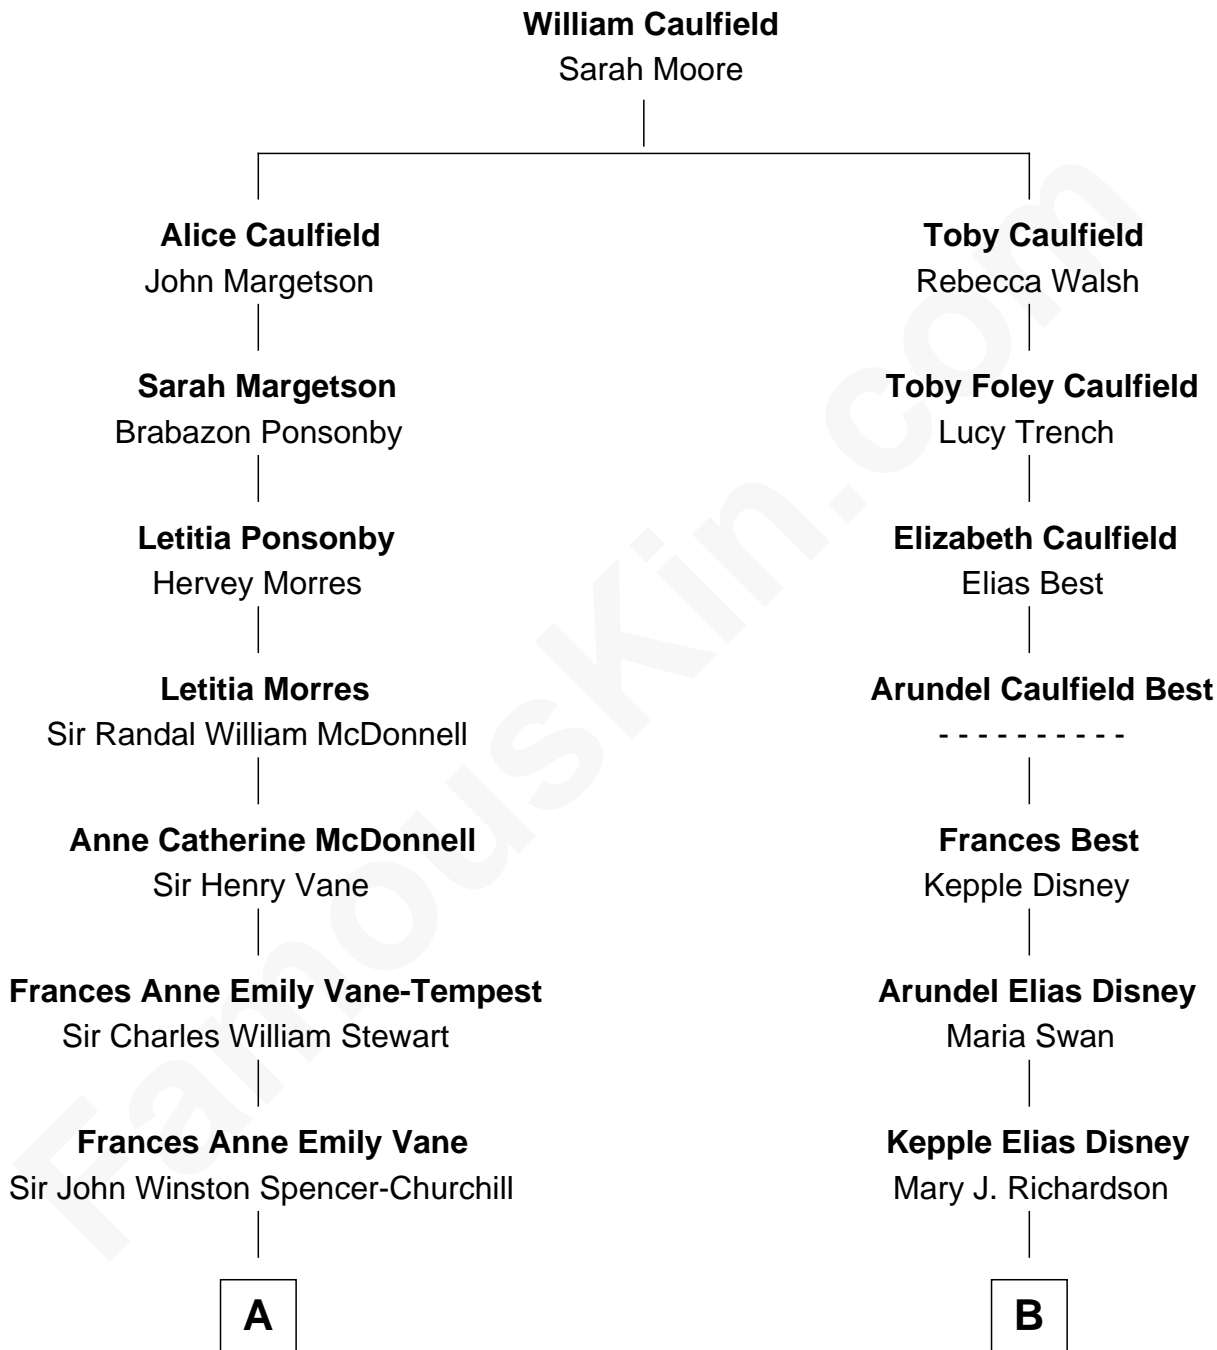 William Caulfield
Sarah Moore
Alice Caulfield
John Margetson
Toby Caulfield
Rebecca Walsh
Sarah Margetson
Brabazon Ponsonby
Toby Foley Caulfield
Lucy Trench
Letitia Ponsonby
Hervey Morres
Elizabeth Caulfield
Elias Best
Letitia Morres
Sir Randal William McDonnell
Arundel Caulfield Best
- - - - - - - - - -
Anne Catherine McDonnell
Sir Henry Vane
Frances Best
Kepple Disney
Frances Anne Emily Vane-Tempest
Sir Charles William Stewart
Arundel Elias Disney
Maria Swan
Frances Anne Emily Vane
Sir John Winston Spencer-Churchill
Kepple Elias Disney
Mary J. Richardson
A
B
FamousKin.com